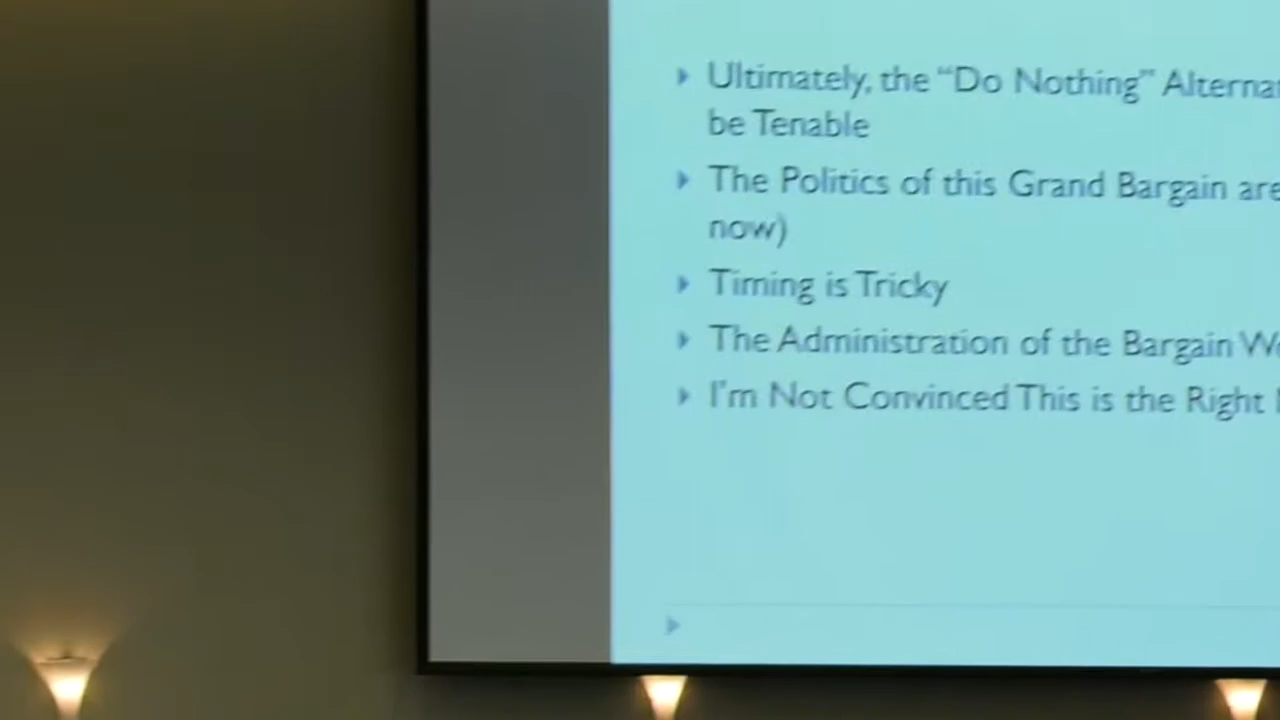 Ultimately, the “Do Nothing”
be Tenable
The Politics of this Grand Bargain are
now)
Timing is Tricky
The Administration of the Bargain
I'm Not Convinced This is the Right